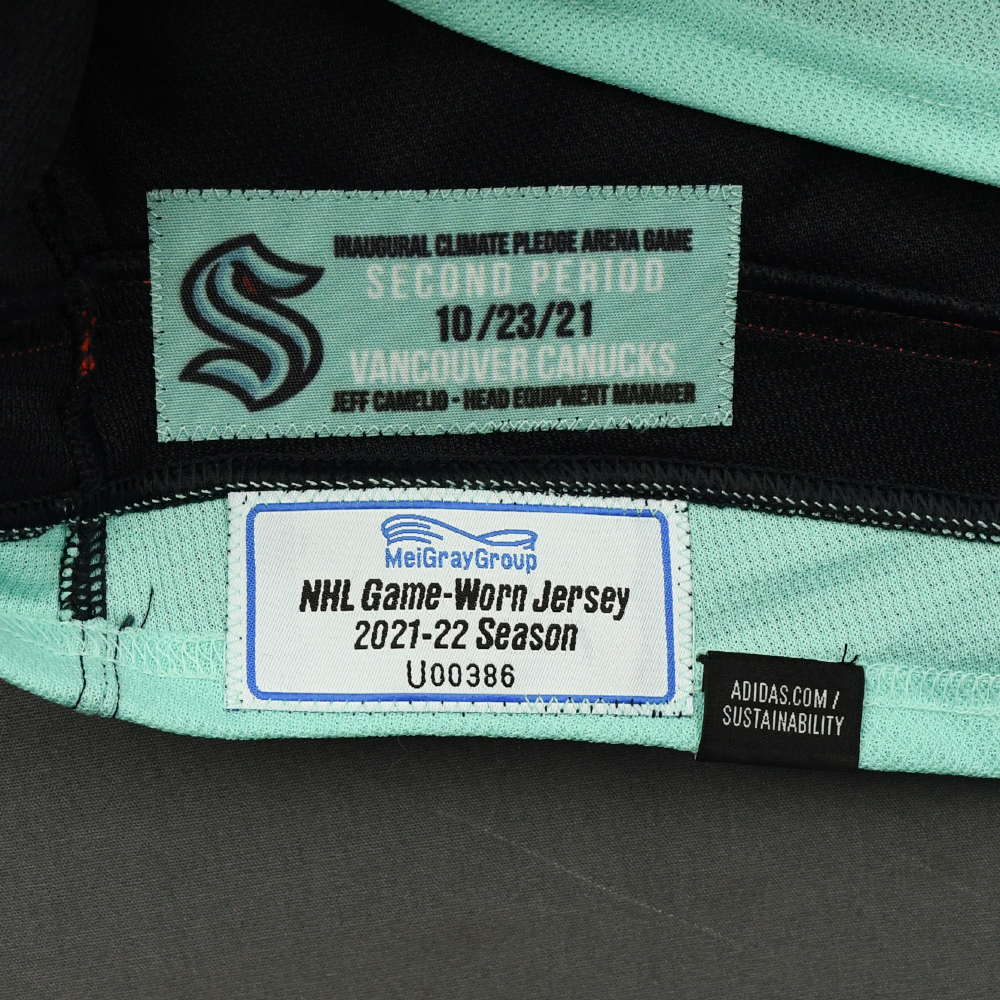 INAUGURAL CLIMATE PLEDGE ARENA GAME
SECOND PERIOD
10/23/21
VANCOUVER CANUCKS
JEFF CAMELIO - HEAD EQUIPMENT MANAGER
MeiGrayGroup
NHL Game-Worn Jersey
2021-22 Season
U00386
ADIDAS.COM /
SUSTAINABILITY